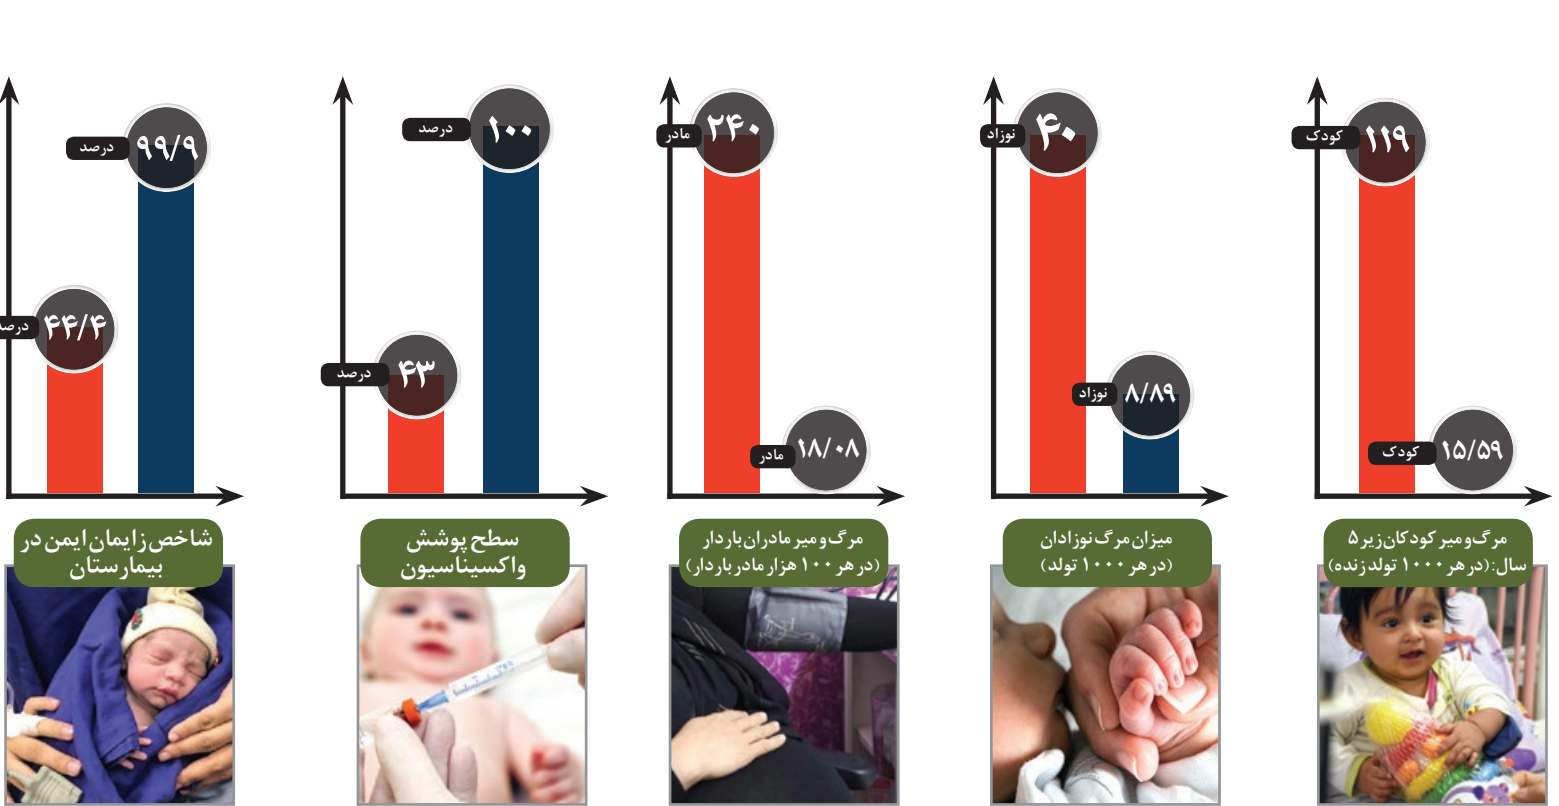 ۱۱۹
کودک
۱۵/۵۹
کودک
مرگ و میر کودکان زیر ۵
سال: (در هر ۱۰۰۰ تولد زنده)
۴۰
نوزاد
۸/۸۹
نوزاد
میزان مرگ نوزادان
(در هر ۱۰۰۰ تولد)
۲۴۰
مادر
۱۸/۰۸
مادر
مرگ و میر مادران باردار
(در هر ۱۰۰ هزار مادر باردار)
۱۰۰
درصد
۴۳
درصد
سطح پوشش
واکسیناسیون
۹۹/۹
درصد
۴۴/۴
درصد
شاخص زایمان ایمن در
بیمارستان